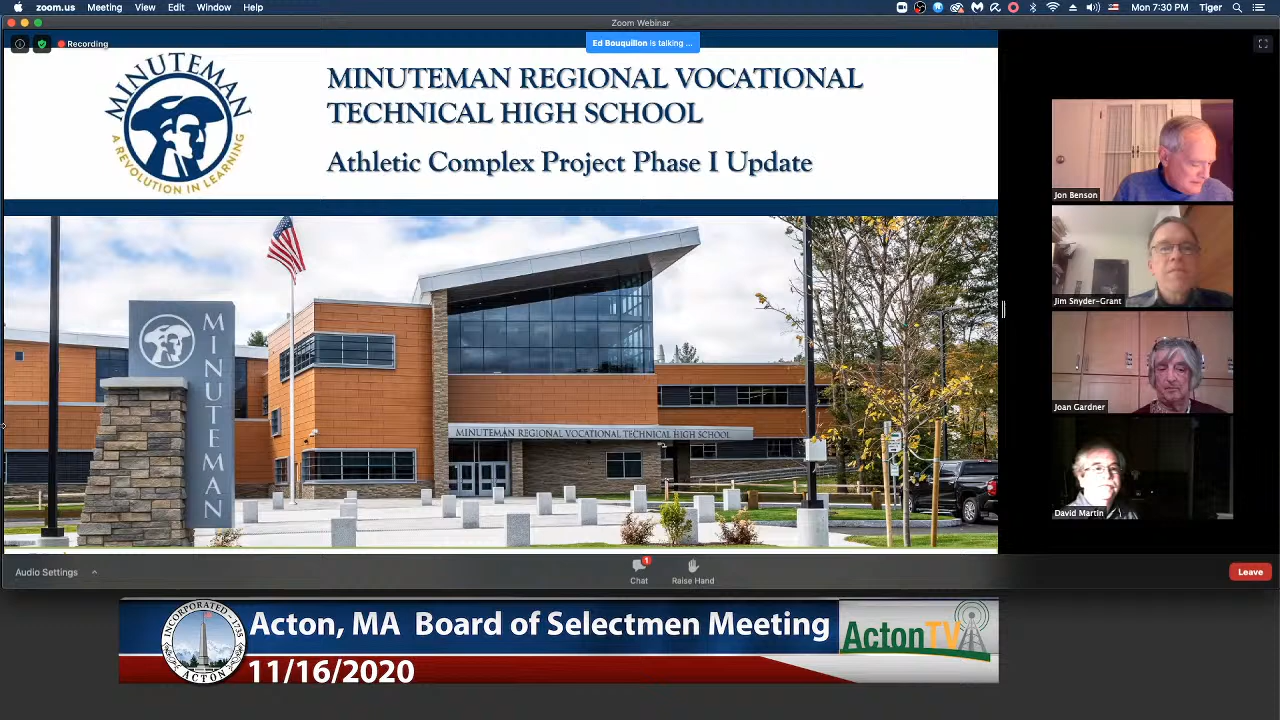 zoom.us Meeting View Edit Window Help
Mon 7:30 PM Tiger
Zoom Webinar
Recording
Ed Bouquillon is talking ...
MINUTEMAN
A REVOLUTION IN LEARNING
MINUTEMAN REGIONAL VOCATIONAL
TECHNICAL HIGH SCHOOL
Athletic Complex Project Phase I Update
MINUTEMAN
MINUTEMAN REGIONAL VOCATIONAL TECHNICAL HIGH SCHOOL
Jon Benson
Jim Snyder-Grant
Joan Gardner
David Martin
Audio Settings
1
Chat
Raise Hand
Leave
INCORPORATED - 1735
ACTON
Acton, MA Board of Selectmen Meeting
11/16/2020
ActonTV